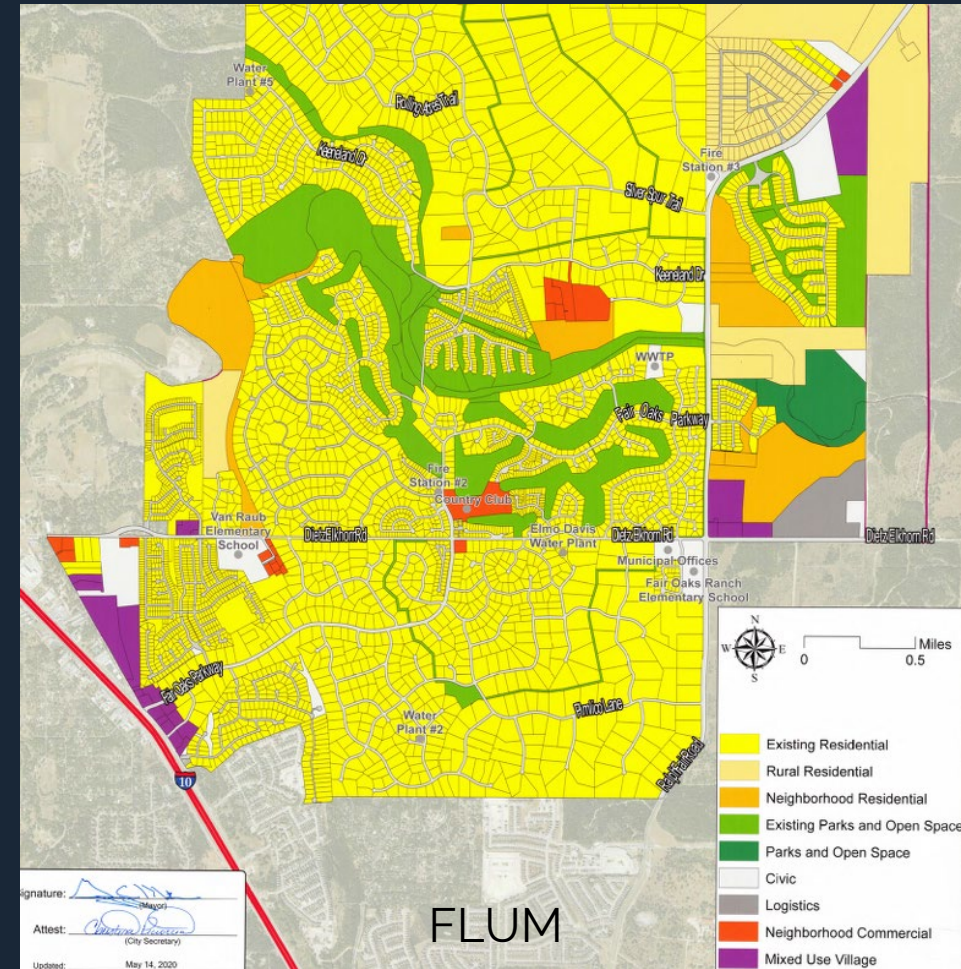 Water
Plant #5
Rolling Acres Trail
Keeneland Dr
Fire
Station #3
Silver Spur Trail
Keeneland Dr
WWTP
Fair Oaks Parkway
Fire
Station #2
Country Club
Van Raub
Elementary
School
Dietz Elkhorn Rd
Elmo Davis
Water Plant
Dietz Elkhorn Rd
Dietz Elkhorn Rd
Municipal Offices
Fair Oaks Ranch
Elementary School
Fair Oaks Parkway
Water
Plant #2
Pimlico Lane
Ralph Fair Road
10
N
W
E
S
Miles
0
0.5
Existing Residential
Rural Residential
Neighborhood Residential
Existing Parks and Open Space
Parks and Open Space
Civic
Logistics
Neighborhood Commercial
Mixed Use Village
ignature:
(Mayor)
Attest:
(City Secretary)
Updated: May 14, 2020
FLUM